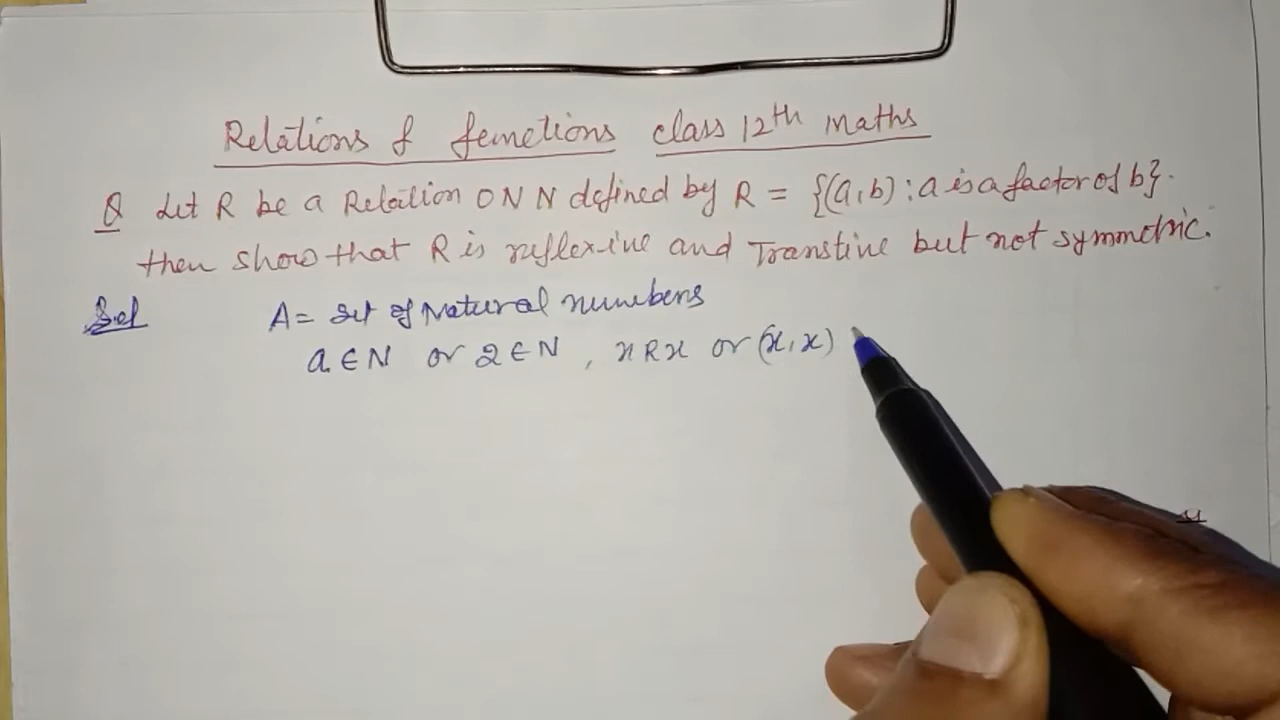 Relations & functions class 12th maths
Q Let R be a Relation ON N defined by R = {(a,b) : a is a factor of b}.
then show that R is reflexive and Transtive but not symmetric.
Sol A = set of Natural numbers
a ∈ N or 2 ∈ N , x R x or (x, x)